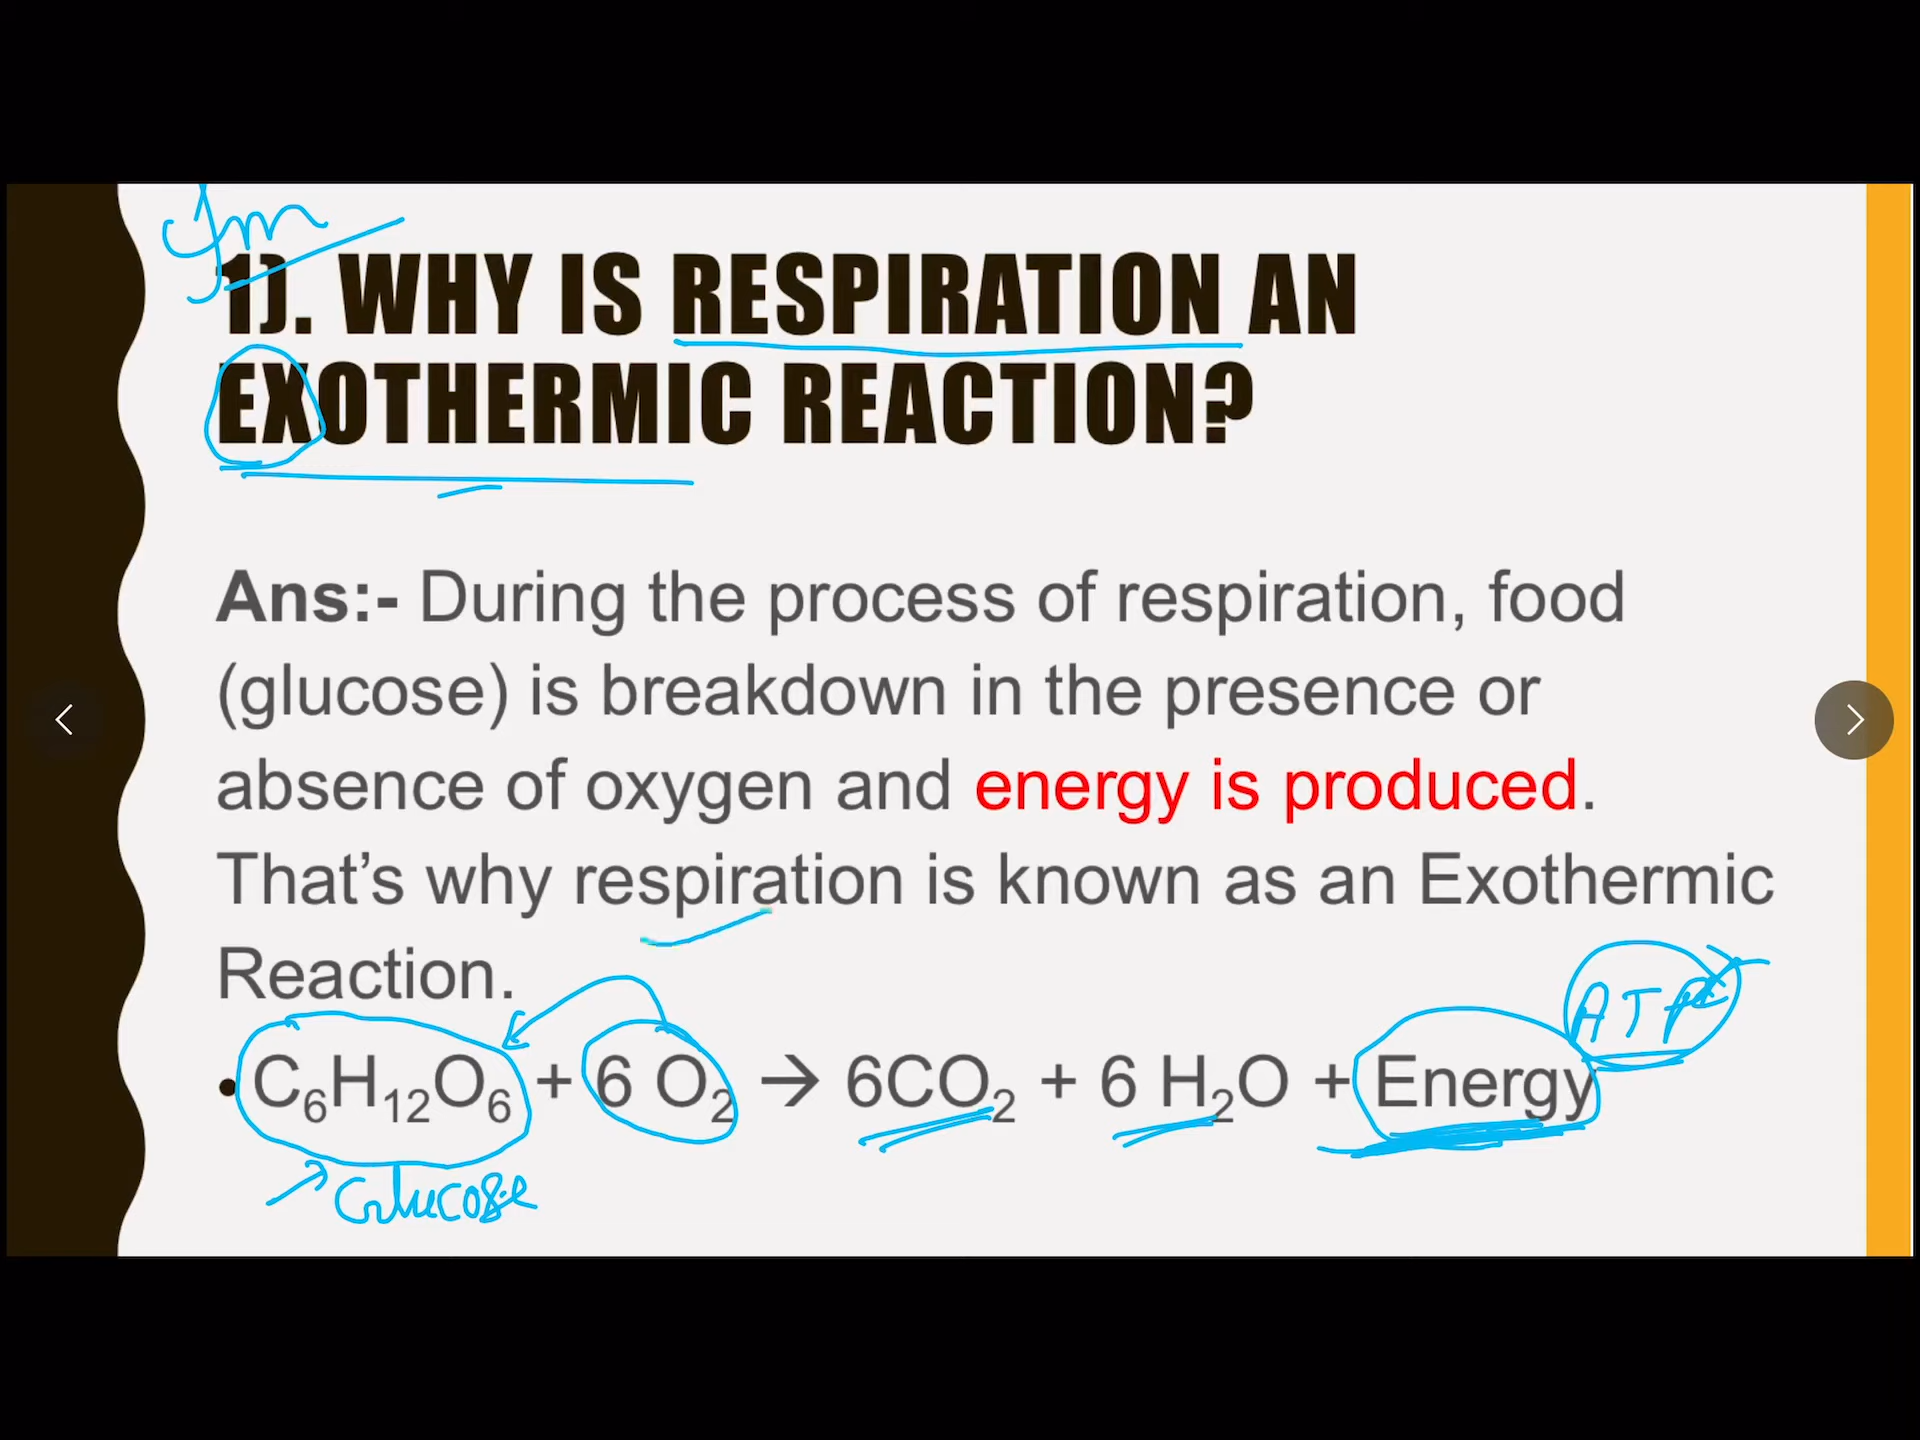 Im
1). WHY IS RESPIRATION AN
EXOTHERMIC REACTION?
Ans:- During the process of respiration, food
(glucose) is breakdown in the presence or
absence of oxygen and energy is produced.
That’s why respiration is known as an Exothermic
Reaction.
ATP
• C₆H₁₂O₆ + 6 O₂ → 6CO₂ + 6 H₂O + Energy
→ Glucose